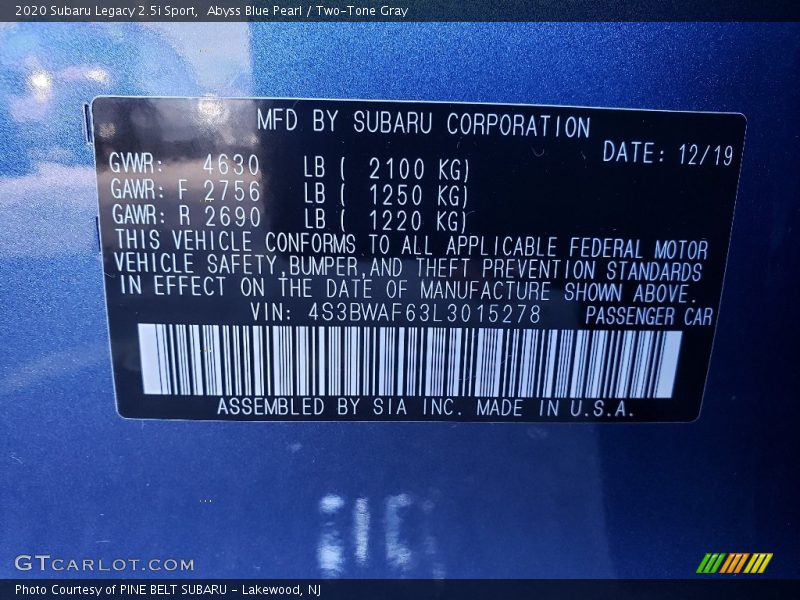 2020 Subaru Legacy 2.5i Sport,  Abyss Blue Pearl / Two-Tone Gray
MFD BY SUBARU CORPORATION
DATE: 12/19
GVWR: 4630 LB ( 2100 KG)
GAWR: F 2756 LB ( 1250 KG)
GAWR: R 2690 LB ( 1220 KG)
THIS VEHICLE CONFORMS TO ALL APPLICABLE FEDERAL MOTOR
VEHICLE SAFETY,BUMPER,AND THEFT PREVENTION STANDARDS
IN EFFECT ON THE DATE OF MANUFACTURE SHOWN ABOVE.
VIN: 4S3BWAF63L3015278 PASSENGER CAR
ASSEMBLED BY SIA INC. MADE IN U.S.A.
GTCARLOT.COM
Photo Courtesy of PINE BELT SUBARU - Lakewood, NJ